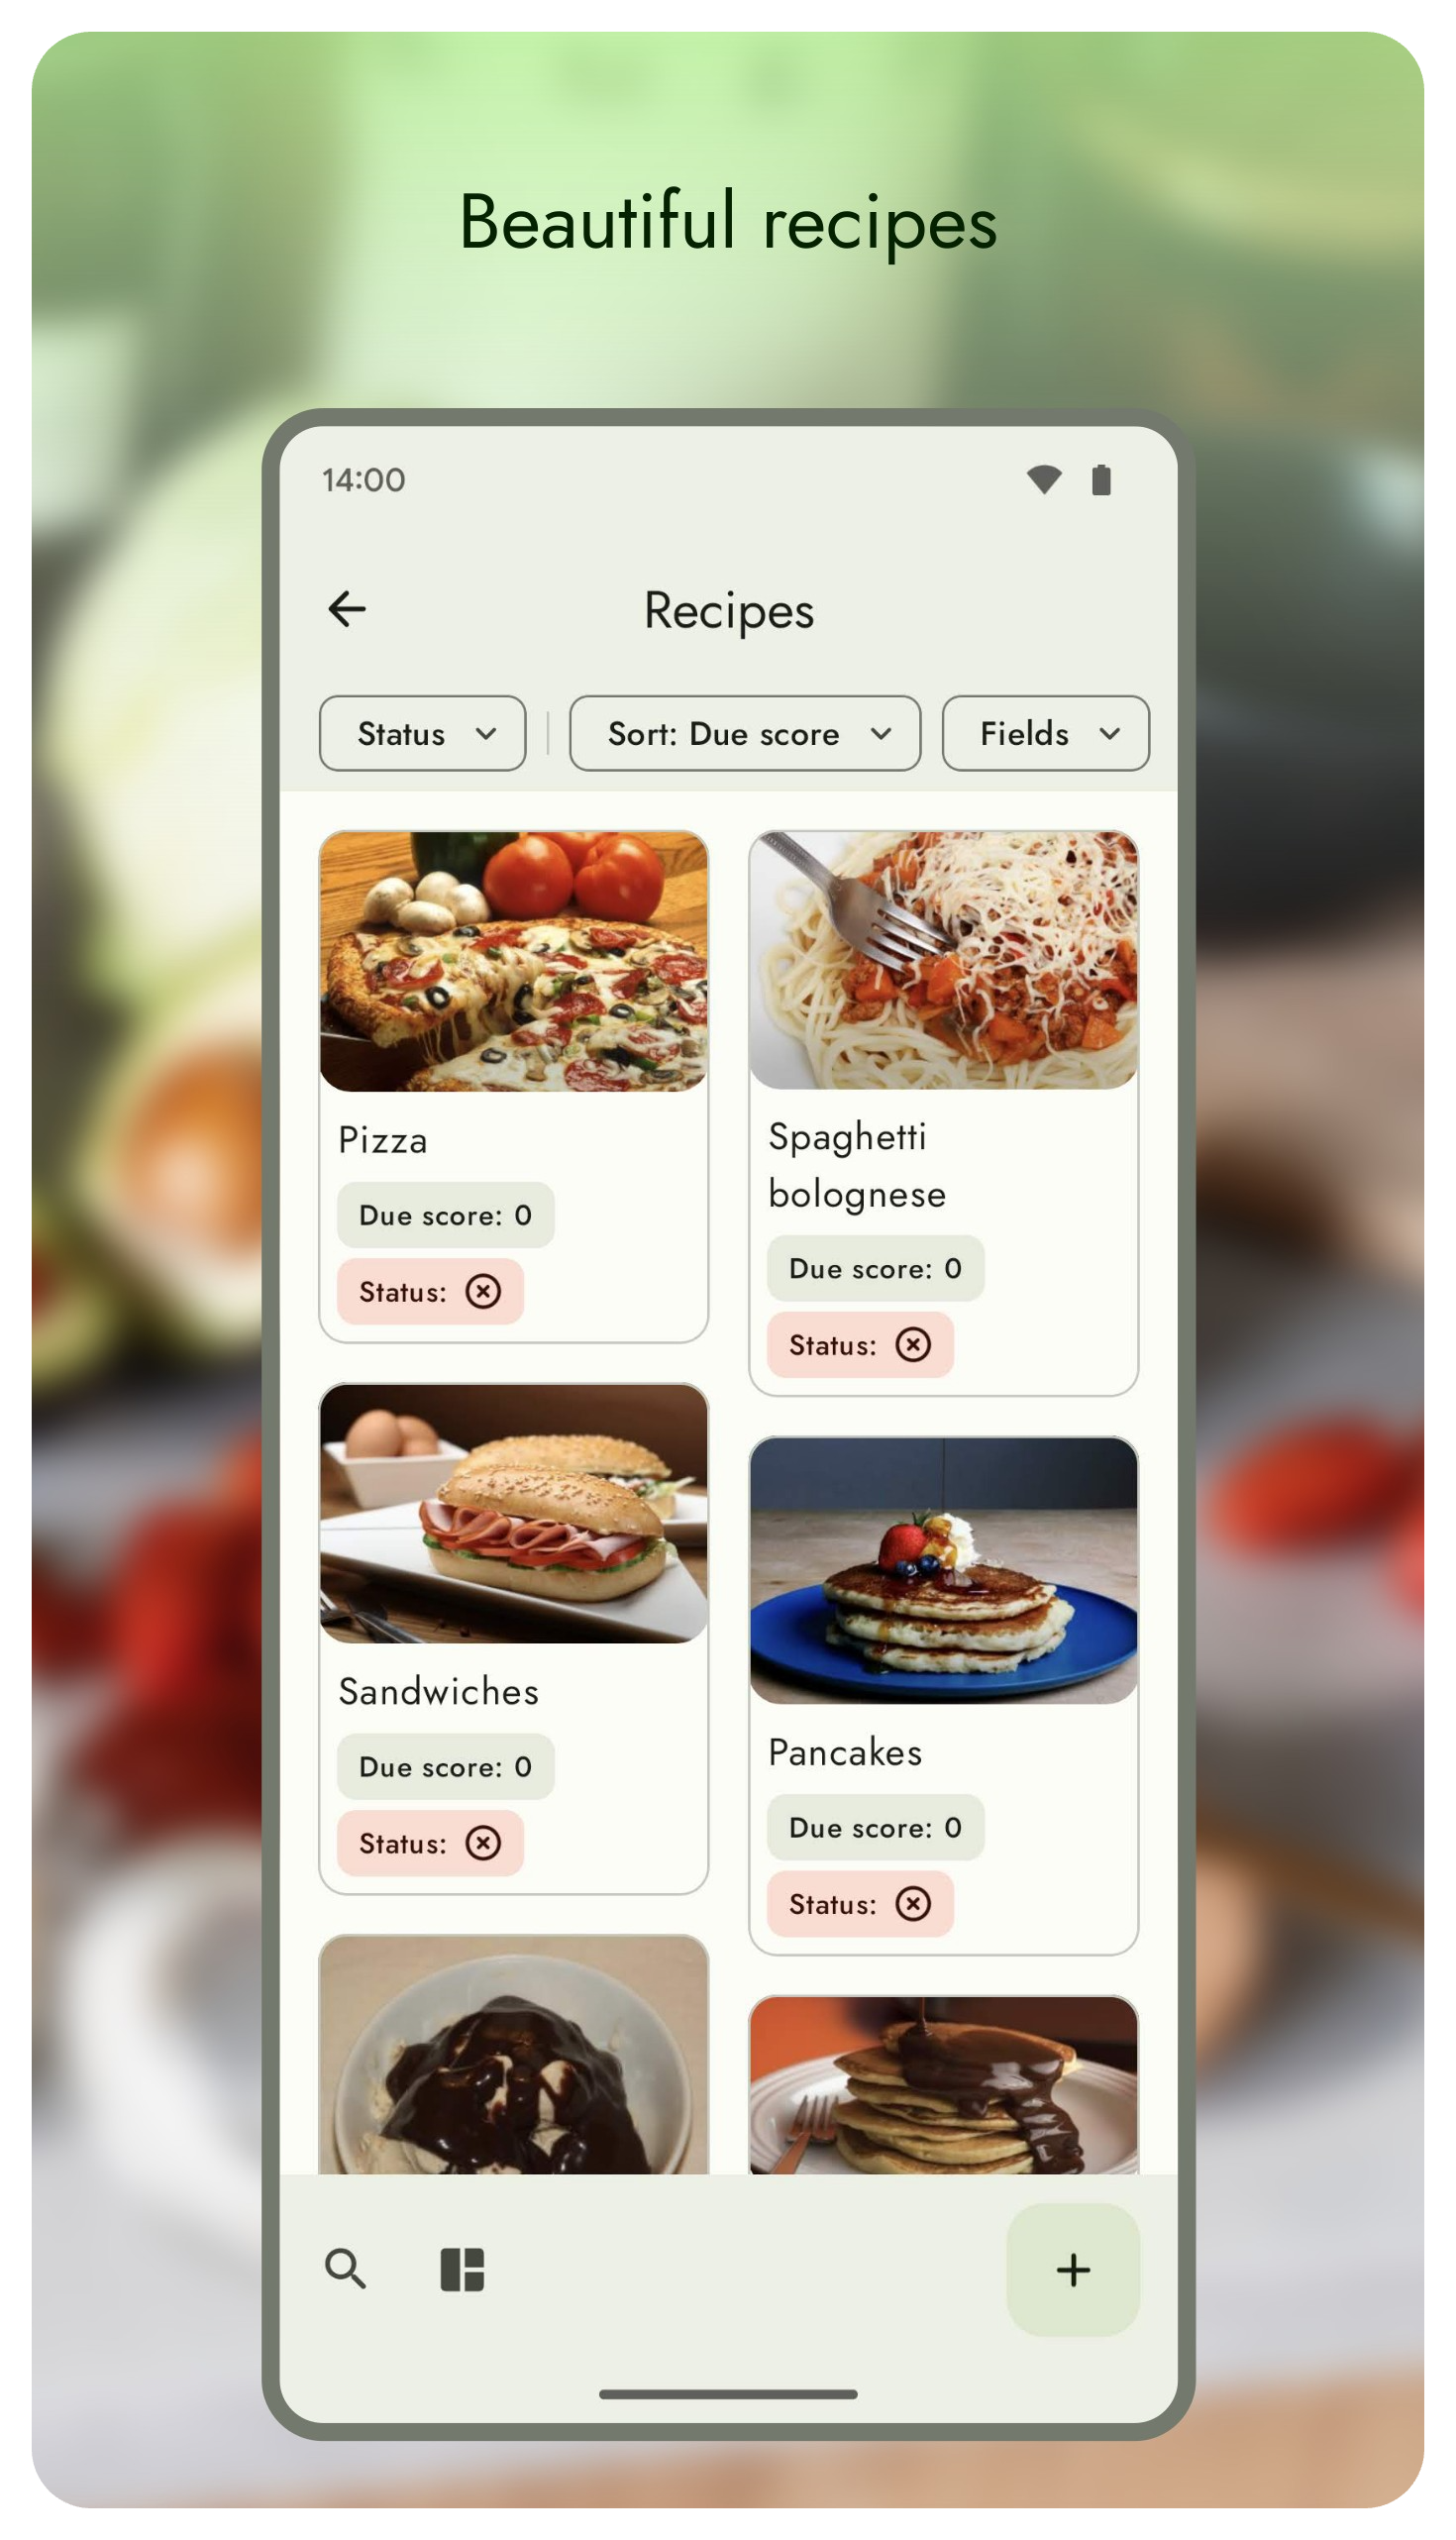 Beautiful recipes
14:00
Recipes
Status
Sort: Due score
Fields
Pizza
Due score: 0
Status:
Spaghetti
bolognese
Due score: 0
Status:
Sandwiches
Due score: 0
Status:
Pancakes
Due score: 0
Status: